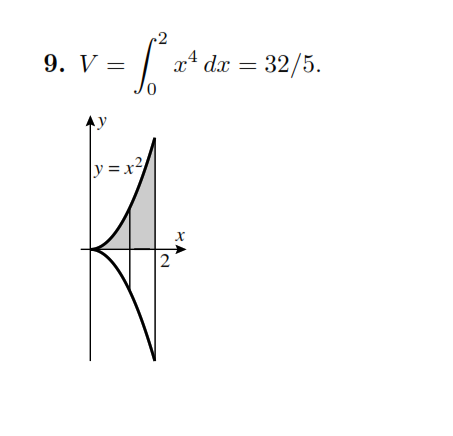 9. V = ∫₀² x⁴ dx = 32/5.
y
y = x²
x
2